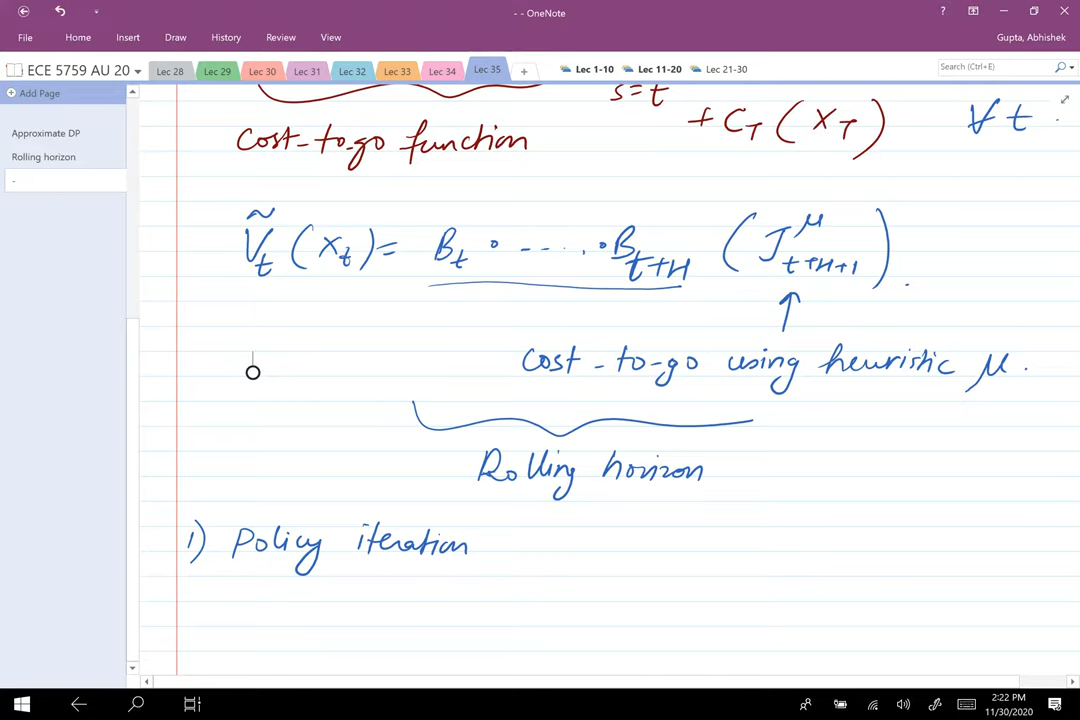 - - OneNote
?
File Home Insert Draw History Review View Gupta, Abhishek
ECE 5759 AU 20 Lec 28 Lec 29 Lec 30 Lec 31 Lec 32 Lec 33 Lec 34 Lec 35 + Lec 1-10 Lec 11-20 Lec 21-30 Search (Ctrl+E)
Add Page
Approximate DP
Rolling horizon
-
s=t
+ C_T (X_T) ∀ t.
Cost-to-go function
Ṽ_t (X_t) = B_t ∘ ----.. ∘ B_{t+H} (J^μ_{t+H+1}).
↑
Cost-to-go using heuristic μ.
Rolling horizon
1) Policy iteration
2:22 PM
11/30/2020